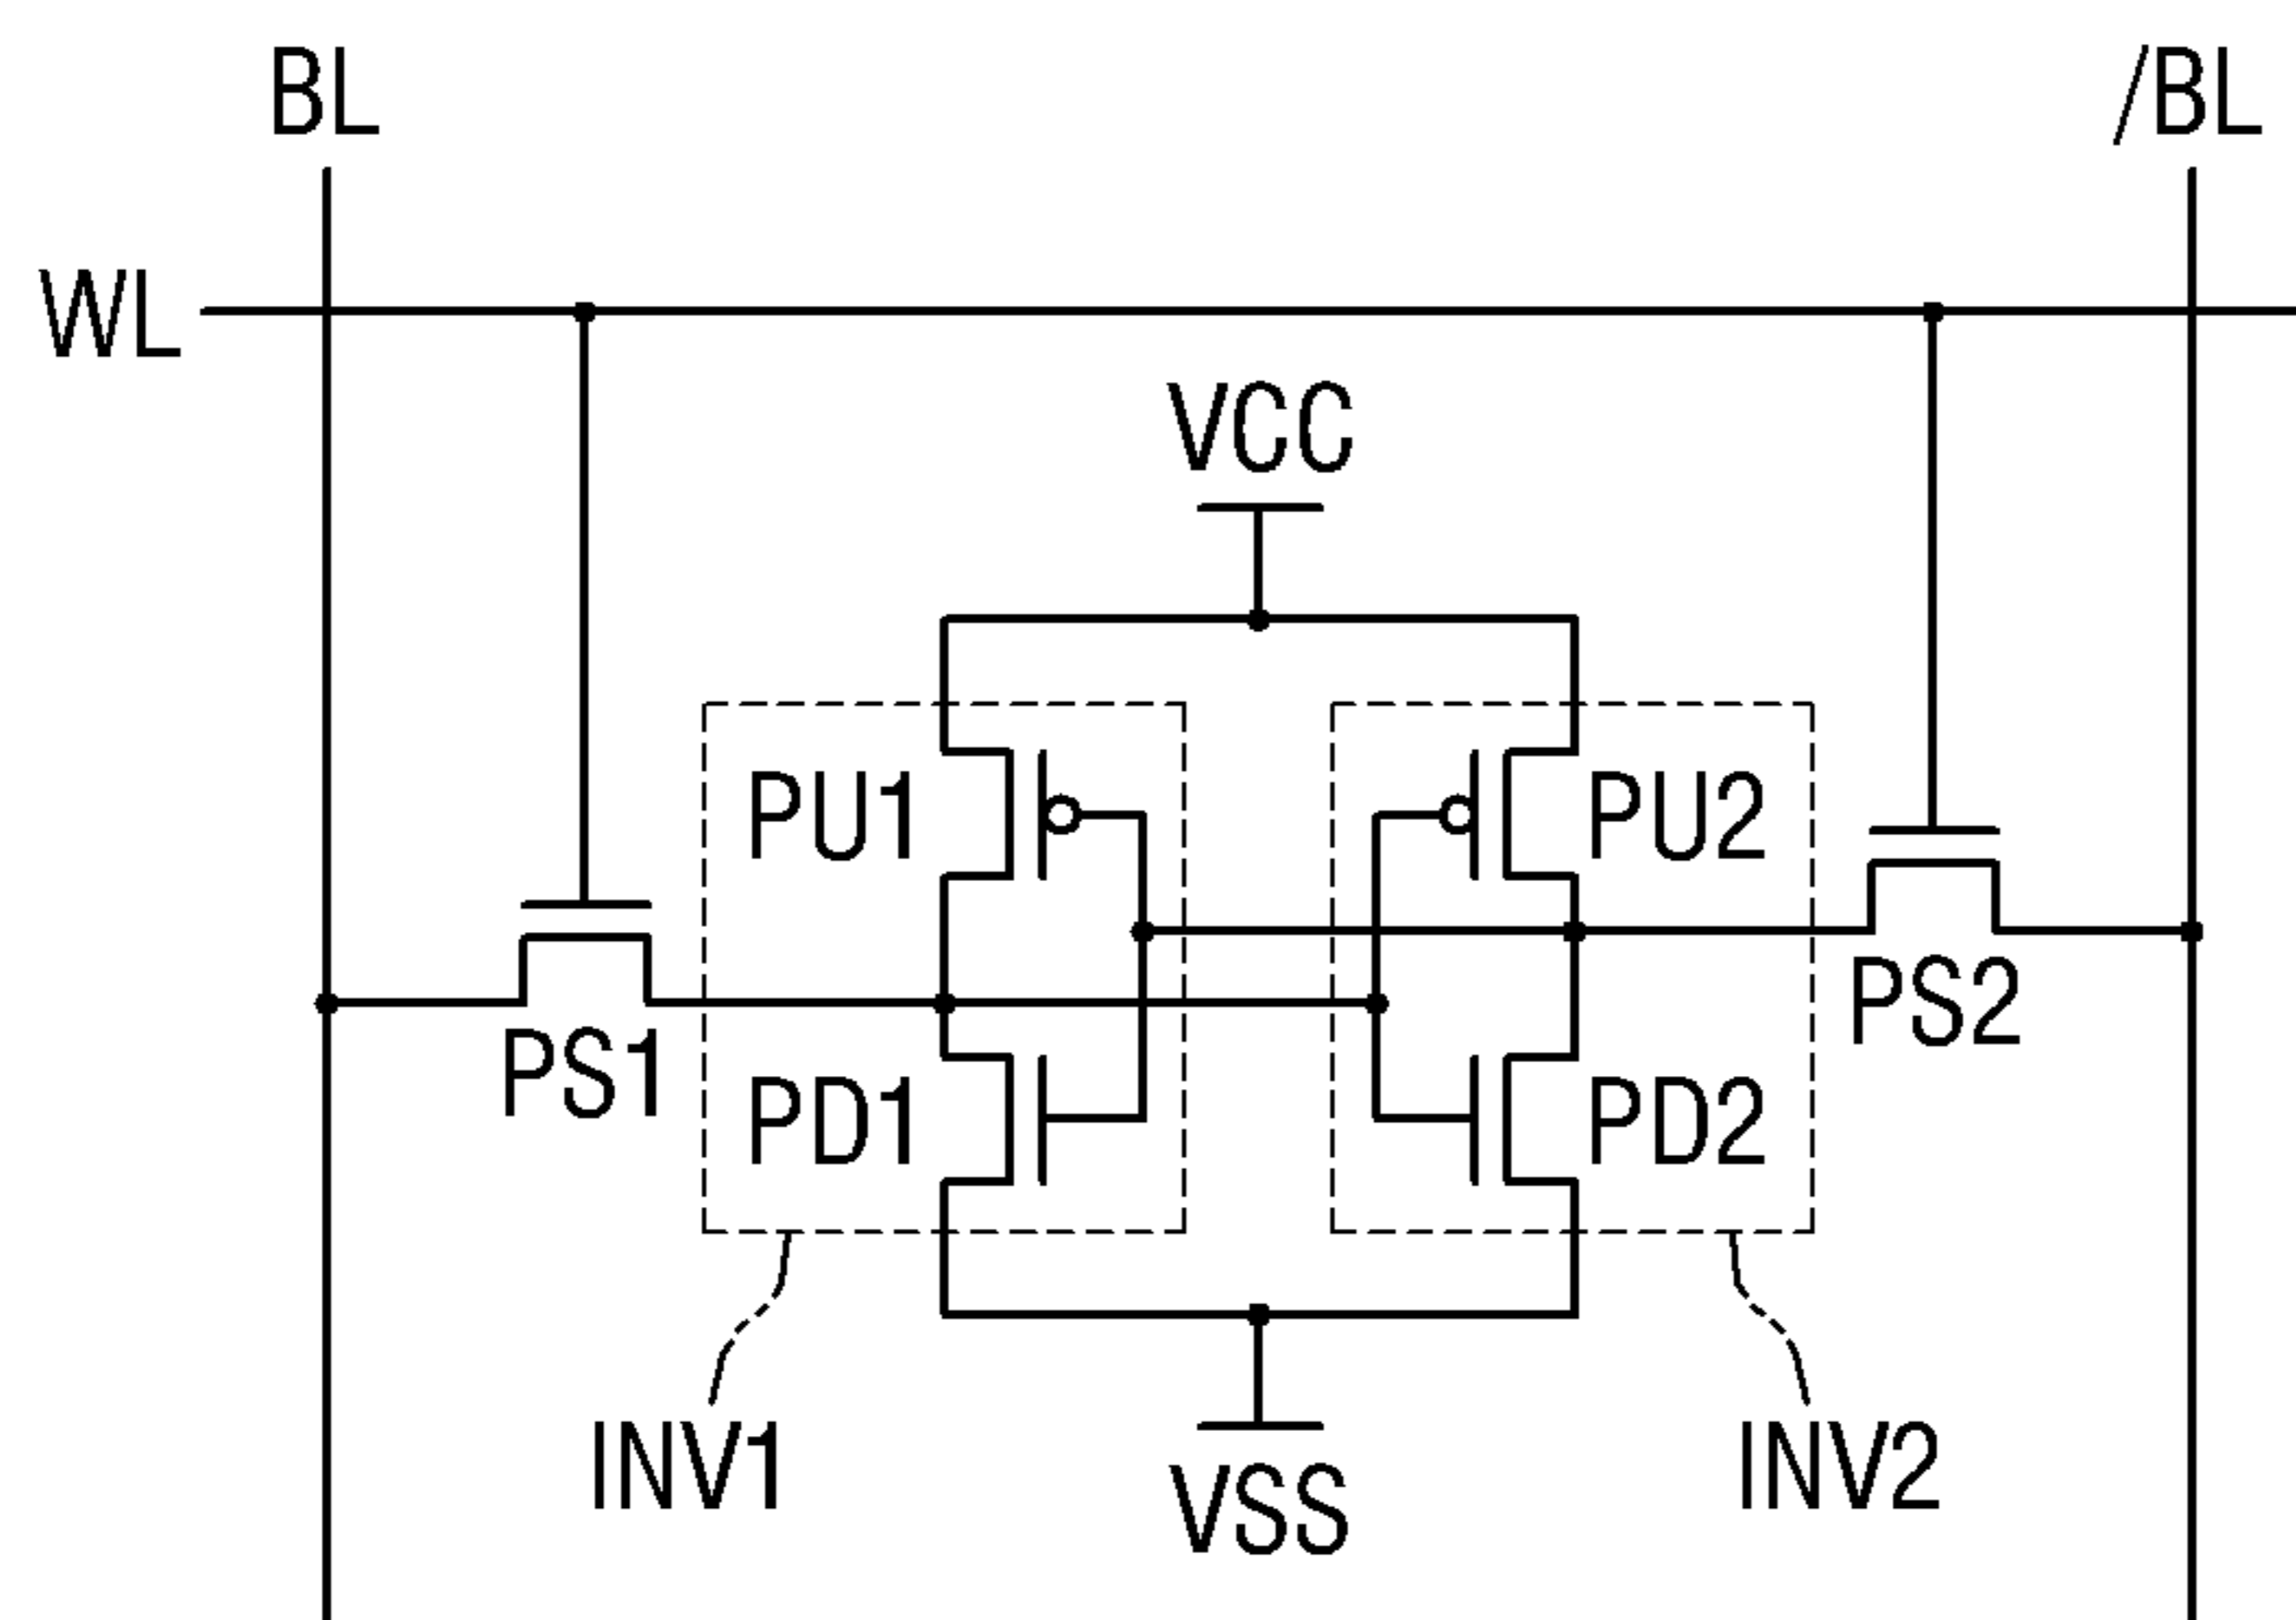 BL /BL
WL
VCC
PU1 PU2
PS1 PS2
PD1 PD2
INV1 INV2
VSS